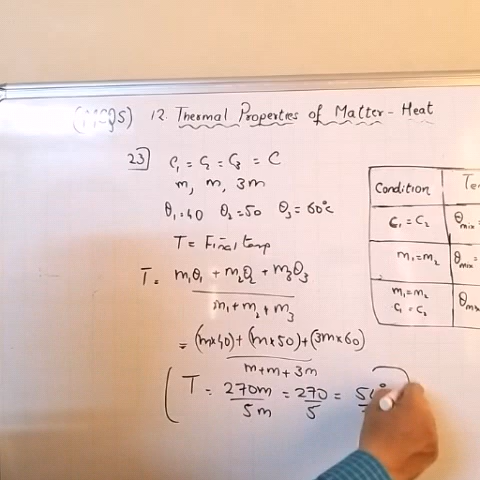 (MCQS) 12. Thermal Properties of Matter - Heat
23) C₁ = C₂ = C₃ = C
m, m, 3m
θ₁=40 θ₂=50 θ₃=60°c
T = Final temp
T = m₁θ₁ + m₂θ₂ + m₃θ₃
m₁ + m₂ + m₃
= (m×40) + (m×50) + (3m×60)
m + m + 3m
T = 270m = 270 =
5m 5
Condition
C₁ = C₂ θmix =
m₁ = m₂ θmix =
m₁ = m₂
C₁ = C₂